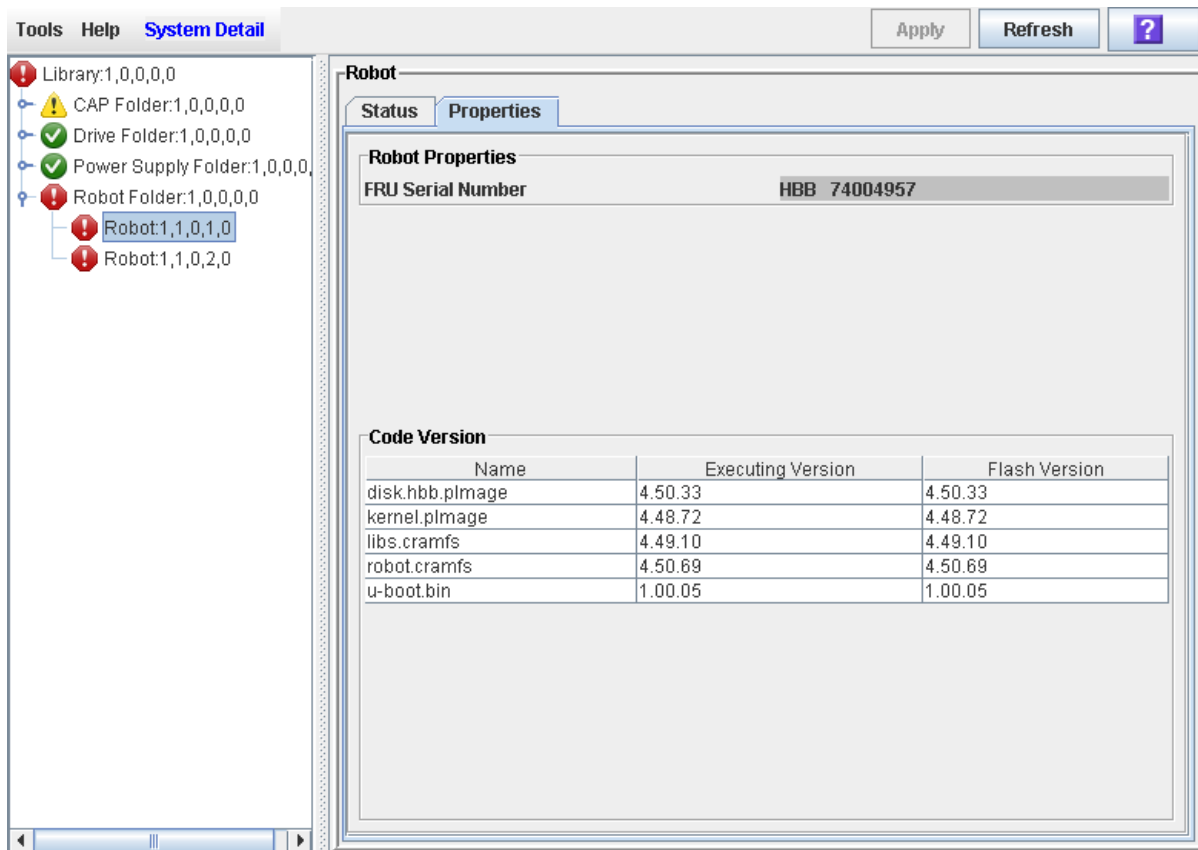 Tools Help System Detail Apply Refresh ?
Library:1,0,0,0,0
CAP Folder:1,0,0,0,0
Drive Folder:1,0,0,0,0
Power Supply Folder:1,0,0,0,
Robot Folder:1,0,0,0,0
Robot:1,1,0,1,0
Robot:1,1,0,2,0
Robot
Status Properties
Robot Properties
FRU Serial Number HBB 74004957
Code Version
Name Executing Version Flash Version
disk.hbb.pImage 4.50.33 4.50.33
kernel.pImage 4.48.72 4.48.72
libs.cramfs 4.49.10 4.49.10
robot.cramfs 4.50.69 4.50.69
u-boot.bin 1.00.05 1.00.05